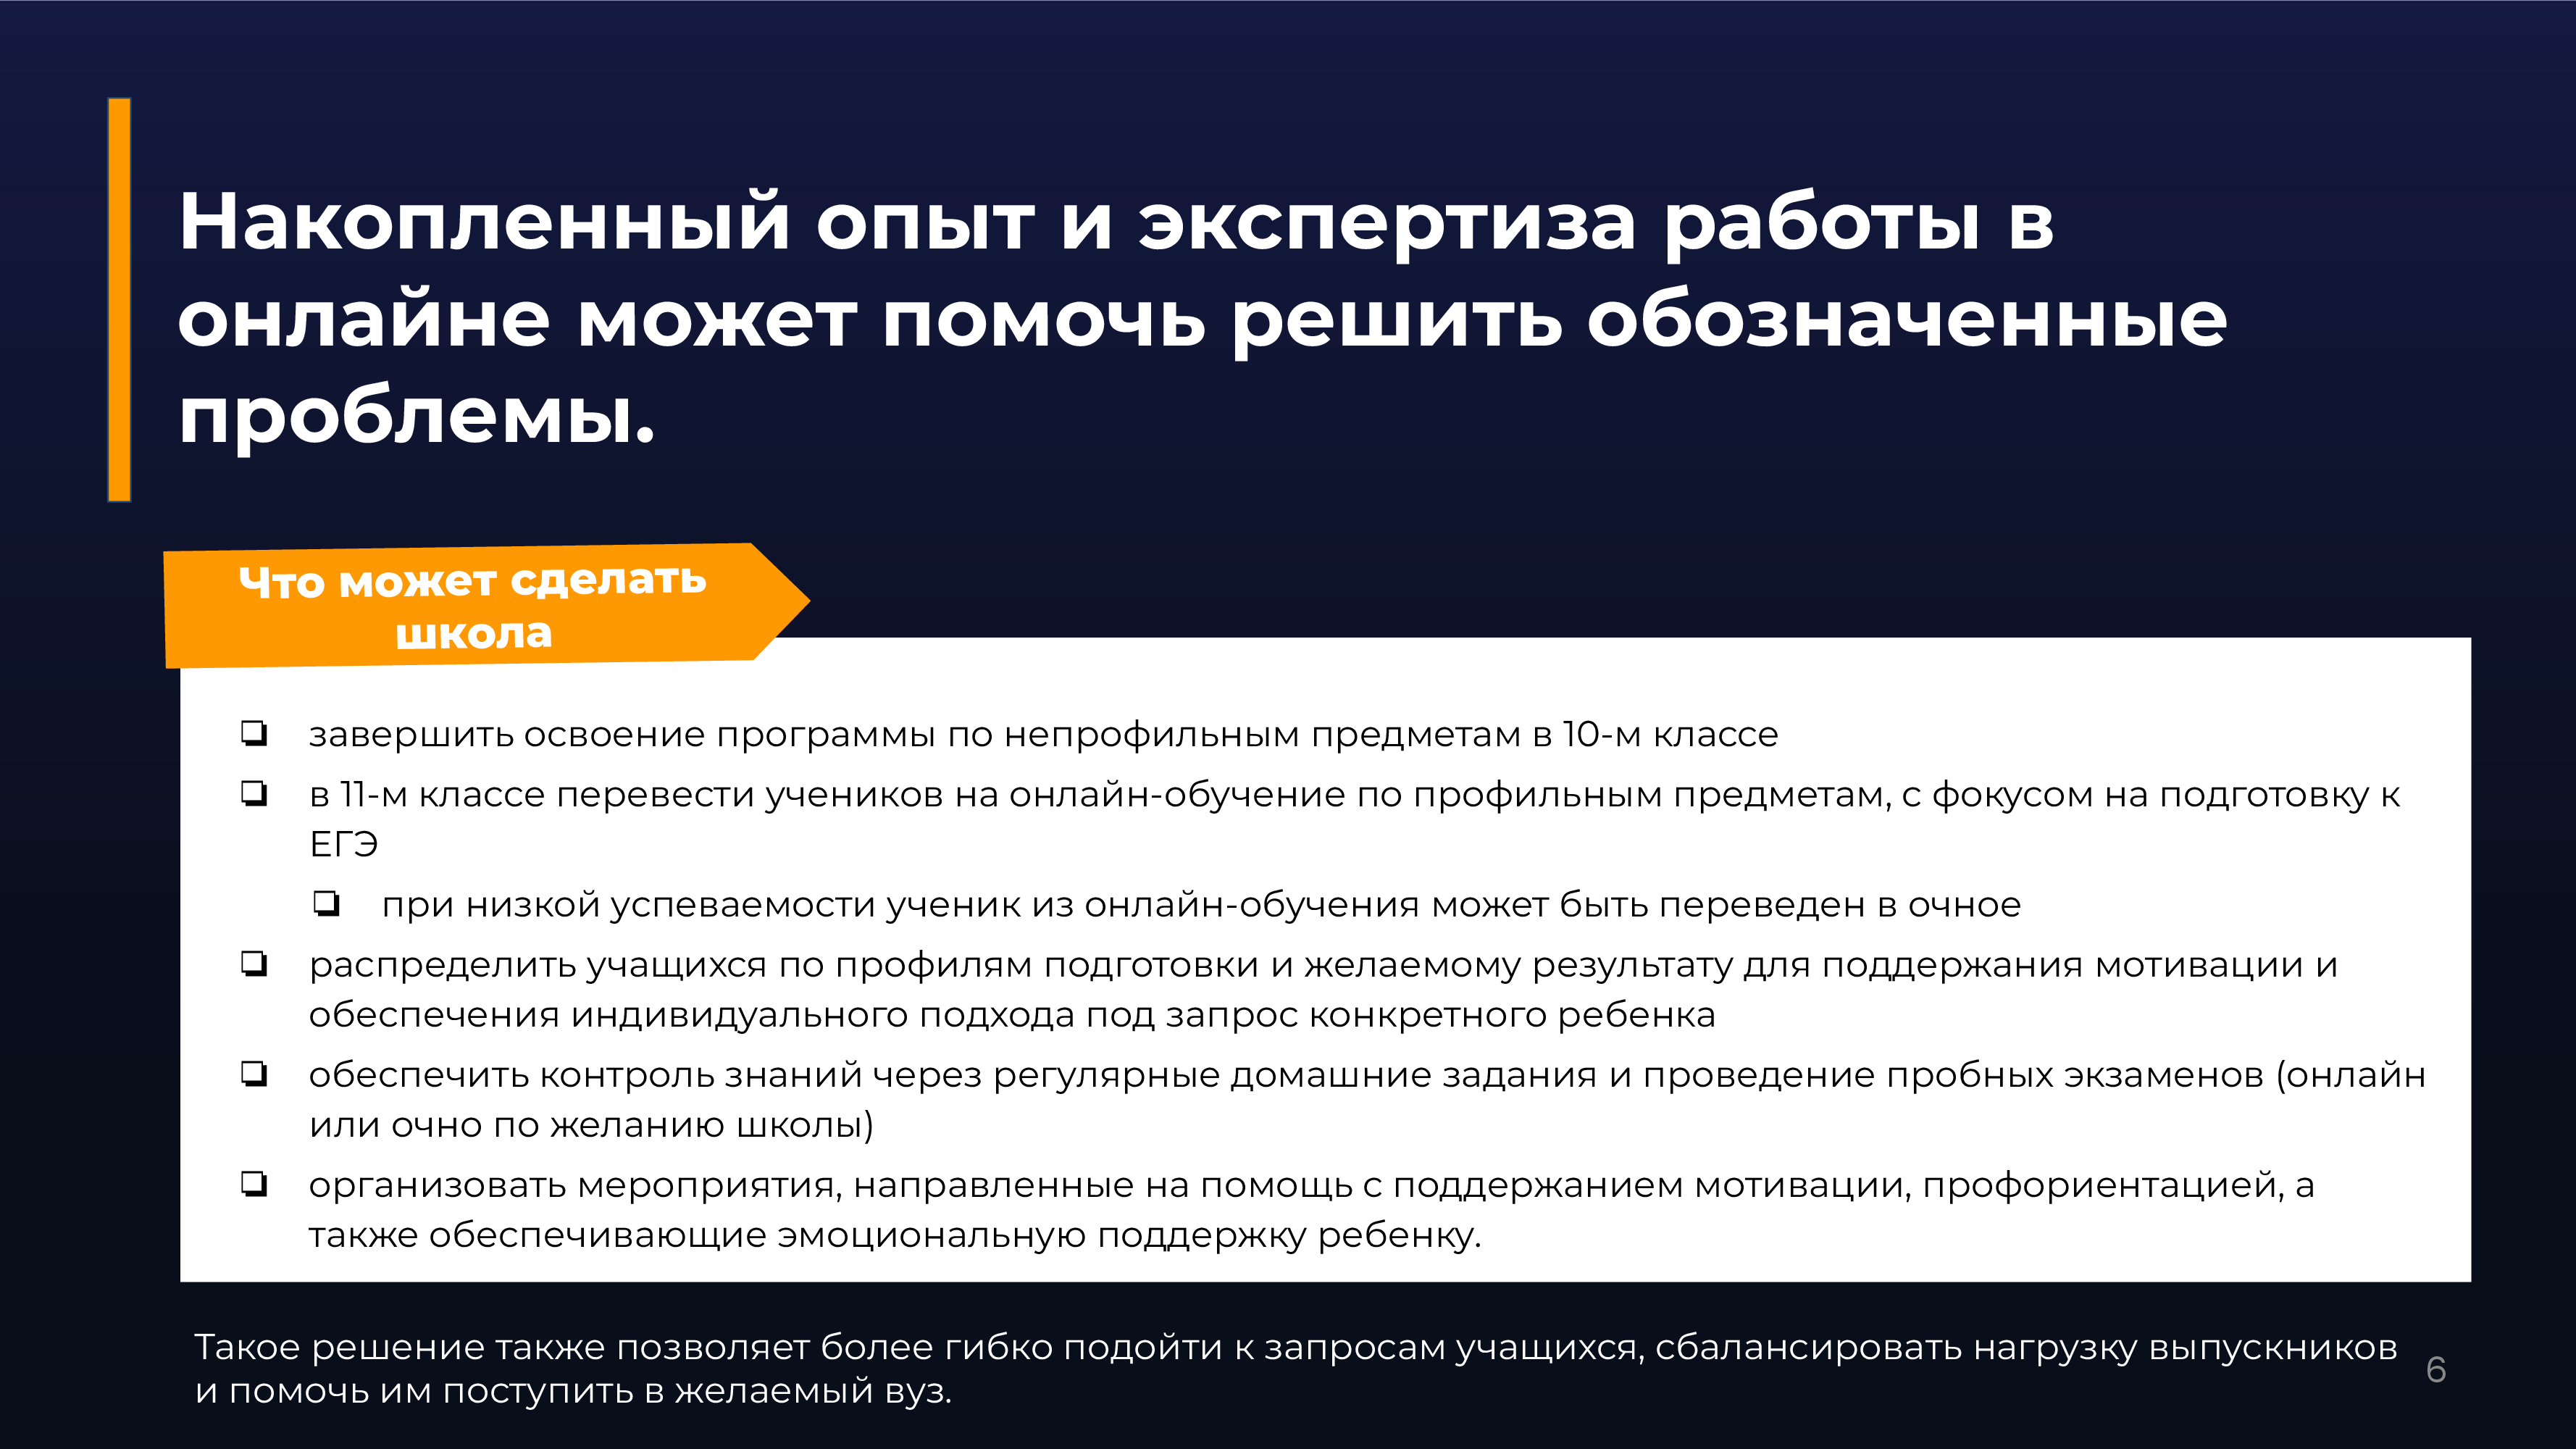 Накопленный опыт и экспертиза работы в
онлайне может помочь решить обозначенные
проблемы.
Что может сделать
школа
❏ завершить освоение программы по непрофильным предметам в 10-м классе
❏ в 11-м классе перевести учеников на онлайн-обучение по профильным предметам, с фокусом на подготовку к
ЕГЭ
❏ при низкой успеваемости ученик из онлайн-обучения может быть переведен в очное
❏ распределить учащихся по профилям подготовки и желаемому результату для поддержания мотивации и
обеспечения индивидуального подхода под запрос конкретного ребенка
❏ обеспечить контроль знаний через регулярные домашние задания и проведение пробных экзаменов (онлайн
или очно по желанию школы)
❏ организовать мероприятия, направленные на помощь с поддержанием мотивации, профориентацией, а
также обеспечивающие эмоциональную поддержку ребенку.
Такое решение также позволяет более гибко подойти к запросам учащихся, сбалансировать нагрузку выпускников
и помочь им поступить в желаемый вуз.
6